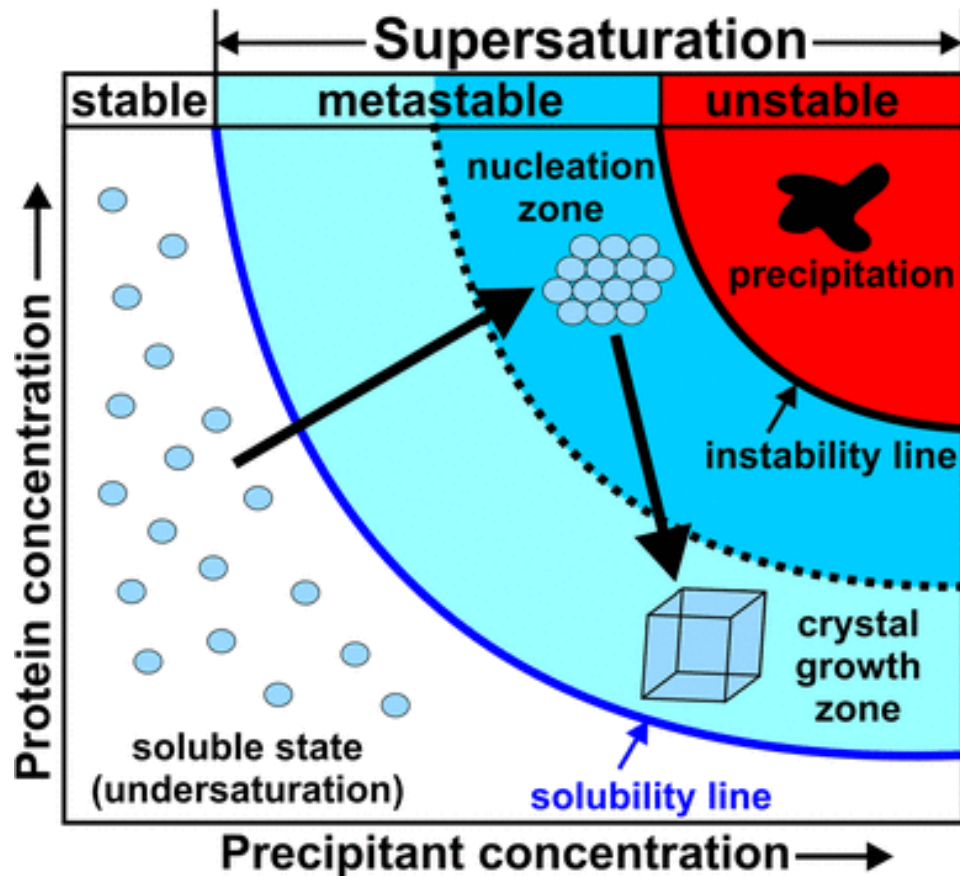 Supersaturation
stable
metastable
unstable
nucleation
zone
precipitation
instability line
crystal
growth
zone
soluble state
(undersaturation)
solubility line
Protein concentration
Precipitant concentration